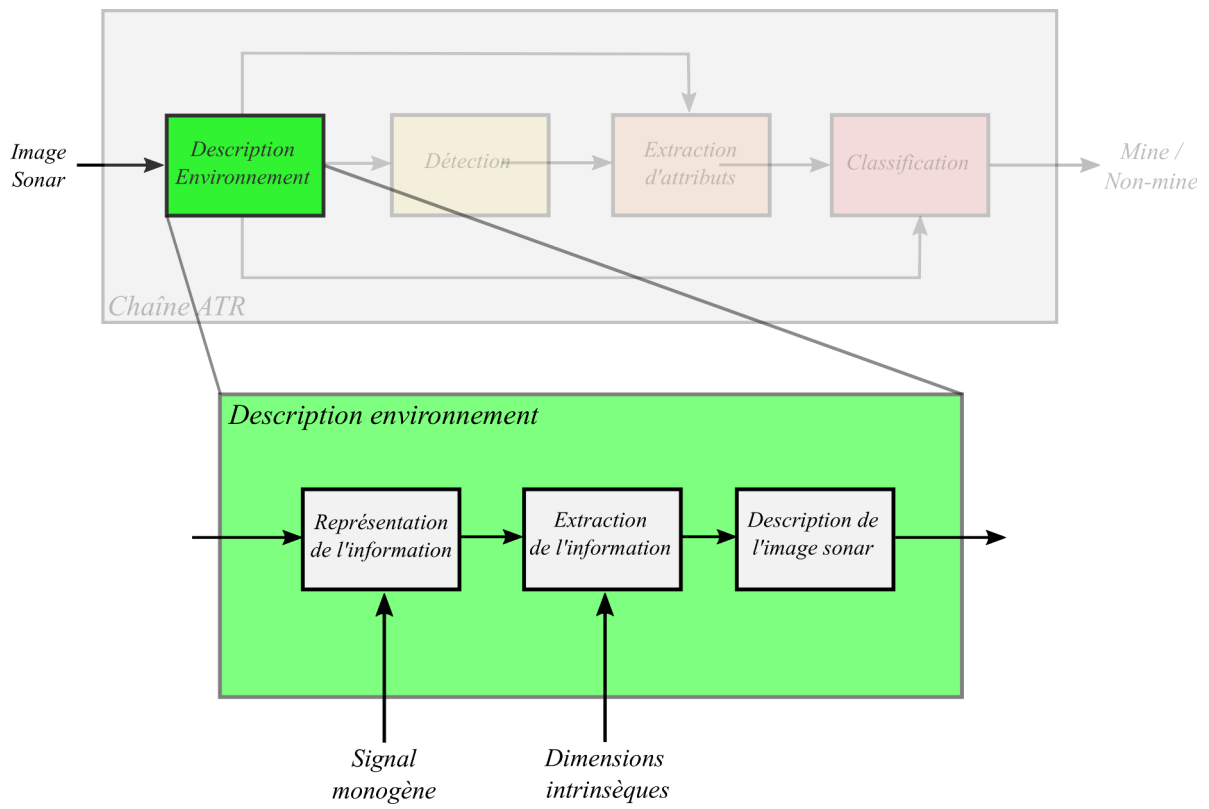 Image
Sonar
Description
Environnement
Détection
Extraction
d'attributs
Classification
Mine /
Non-mine
Chaîne ATR
Description environnement
Représentation
de l'information
Extraction
de l'information
Description de
l'image sonar
Signal
monogène
Dimensions
intrinsèques